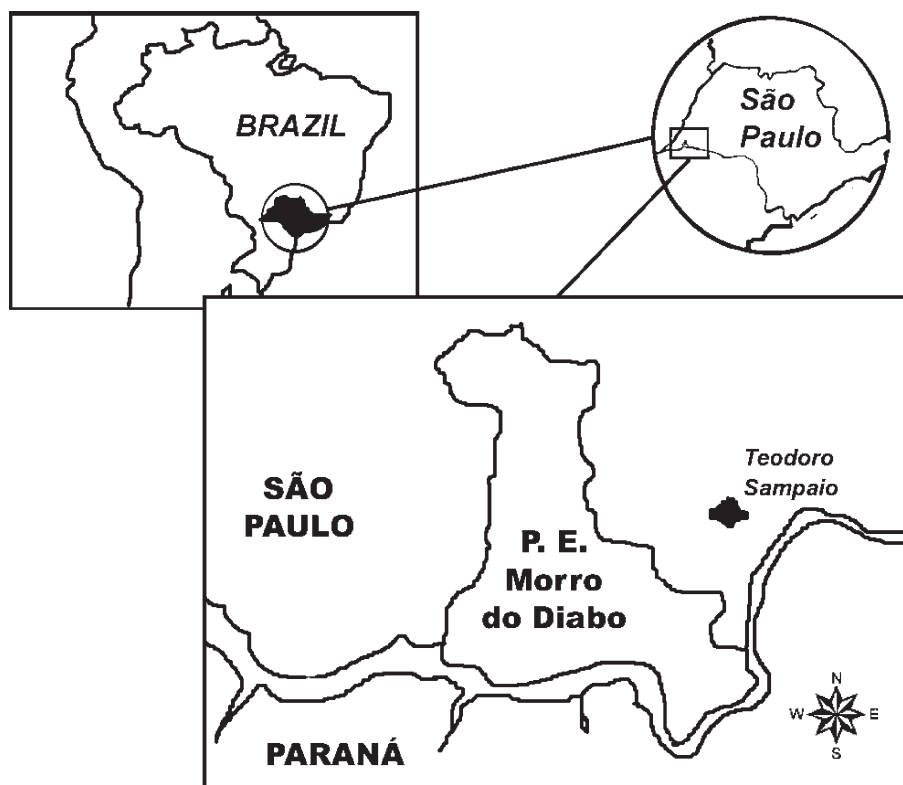 BRAZIL
São
Paulo
Teodoro
Sampaio
SÃO
PAULO
P. E.
Morro
do Diabo
N
W
E
S
PARANÁ